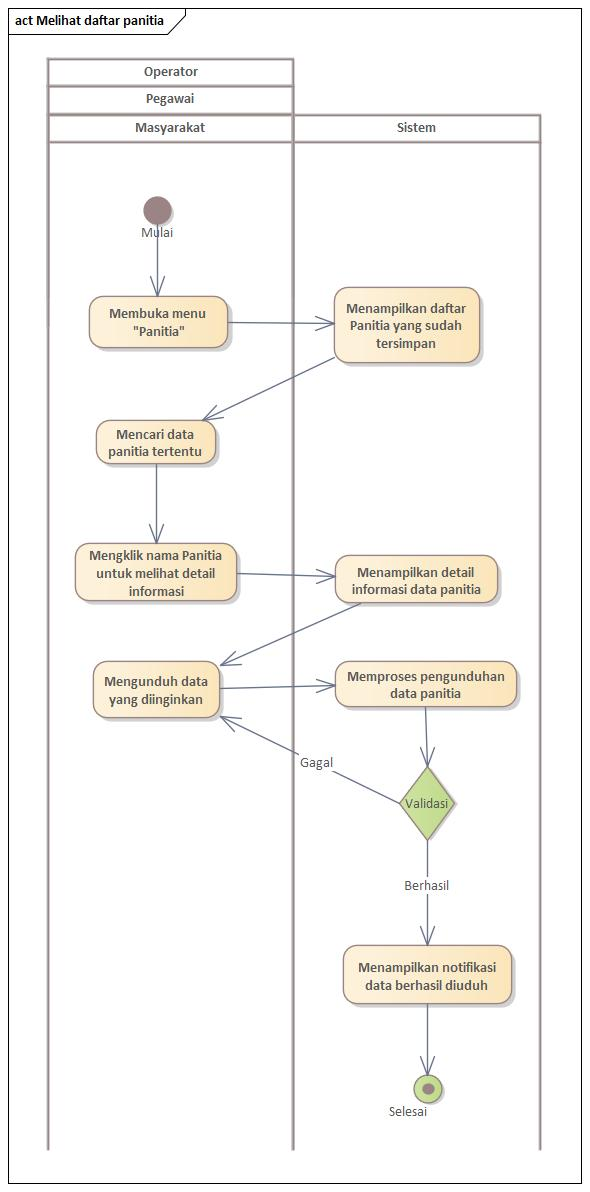 act Melihat daftar panitia
Operator
Pegawai
Masyarakat
Sistem
Mulai
Membuka menu
"Panitia"
Menampilkan daftar
Panitia yang sudah
tersimpan
Mencari data
panitia tertentu
Mengklik nama Panitia
untuk melihat detail
informasi
Menampilkan detail
informasi data panitia
Mengunduh data
yang diinginkan
Memproses pengunduhan
data panitia
Gagal
Validasi
Berhasil
Menampilkan notifikasi
data berhasil diuduh
Selesai